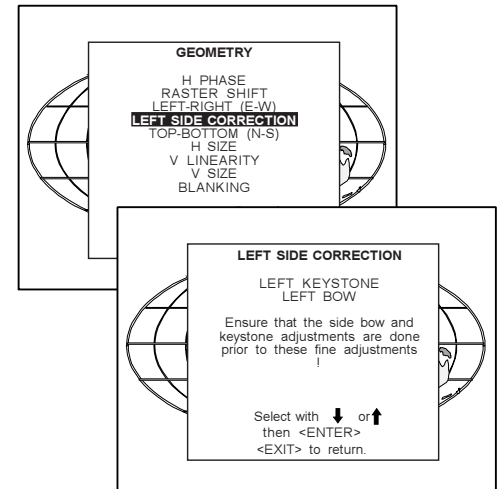 GEOMETRY
H PHASE
RASTER SHIFT
LEFT-RIGHT (E-W)
LEFT SIDE CORRECTION
TOP-BOTTOM (N-S)
H SIZE
V LINEARITY
V SIZE
BLANKING
LEFT SIDE CORRECTION
LEFT KEYSTONE
LEFT BOW
Ensure that the side bow and
keystone adjustments are done
prior to these fine adjustments
!
Select with ⬇ or ⬆
then <ENTER>
<EXIT> to return.